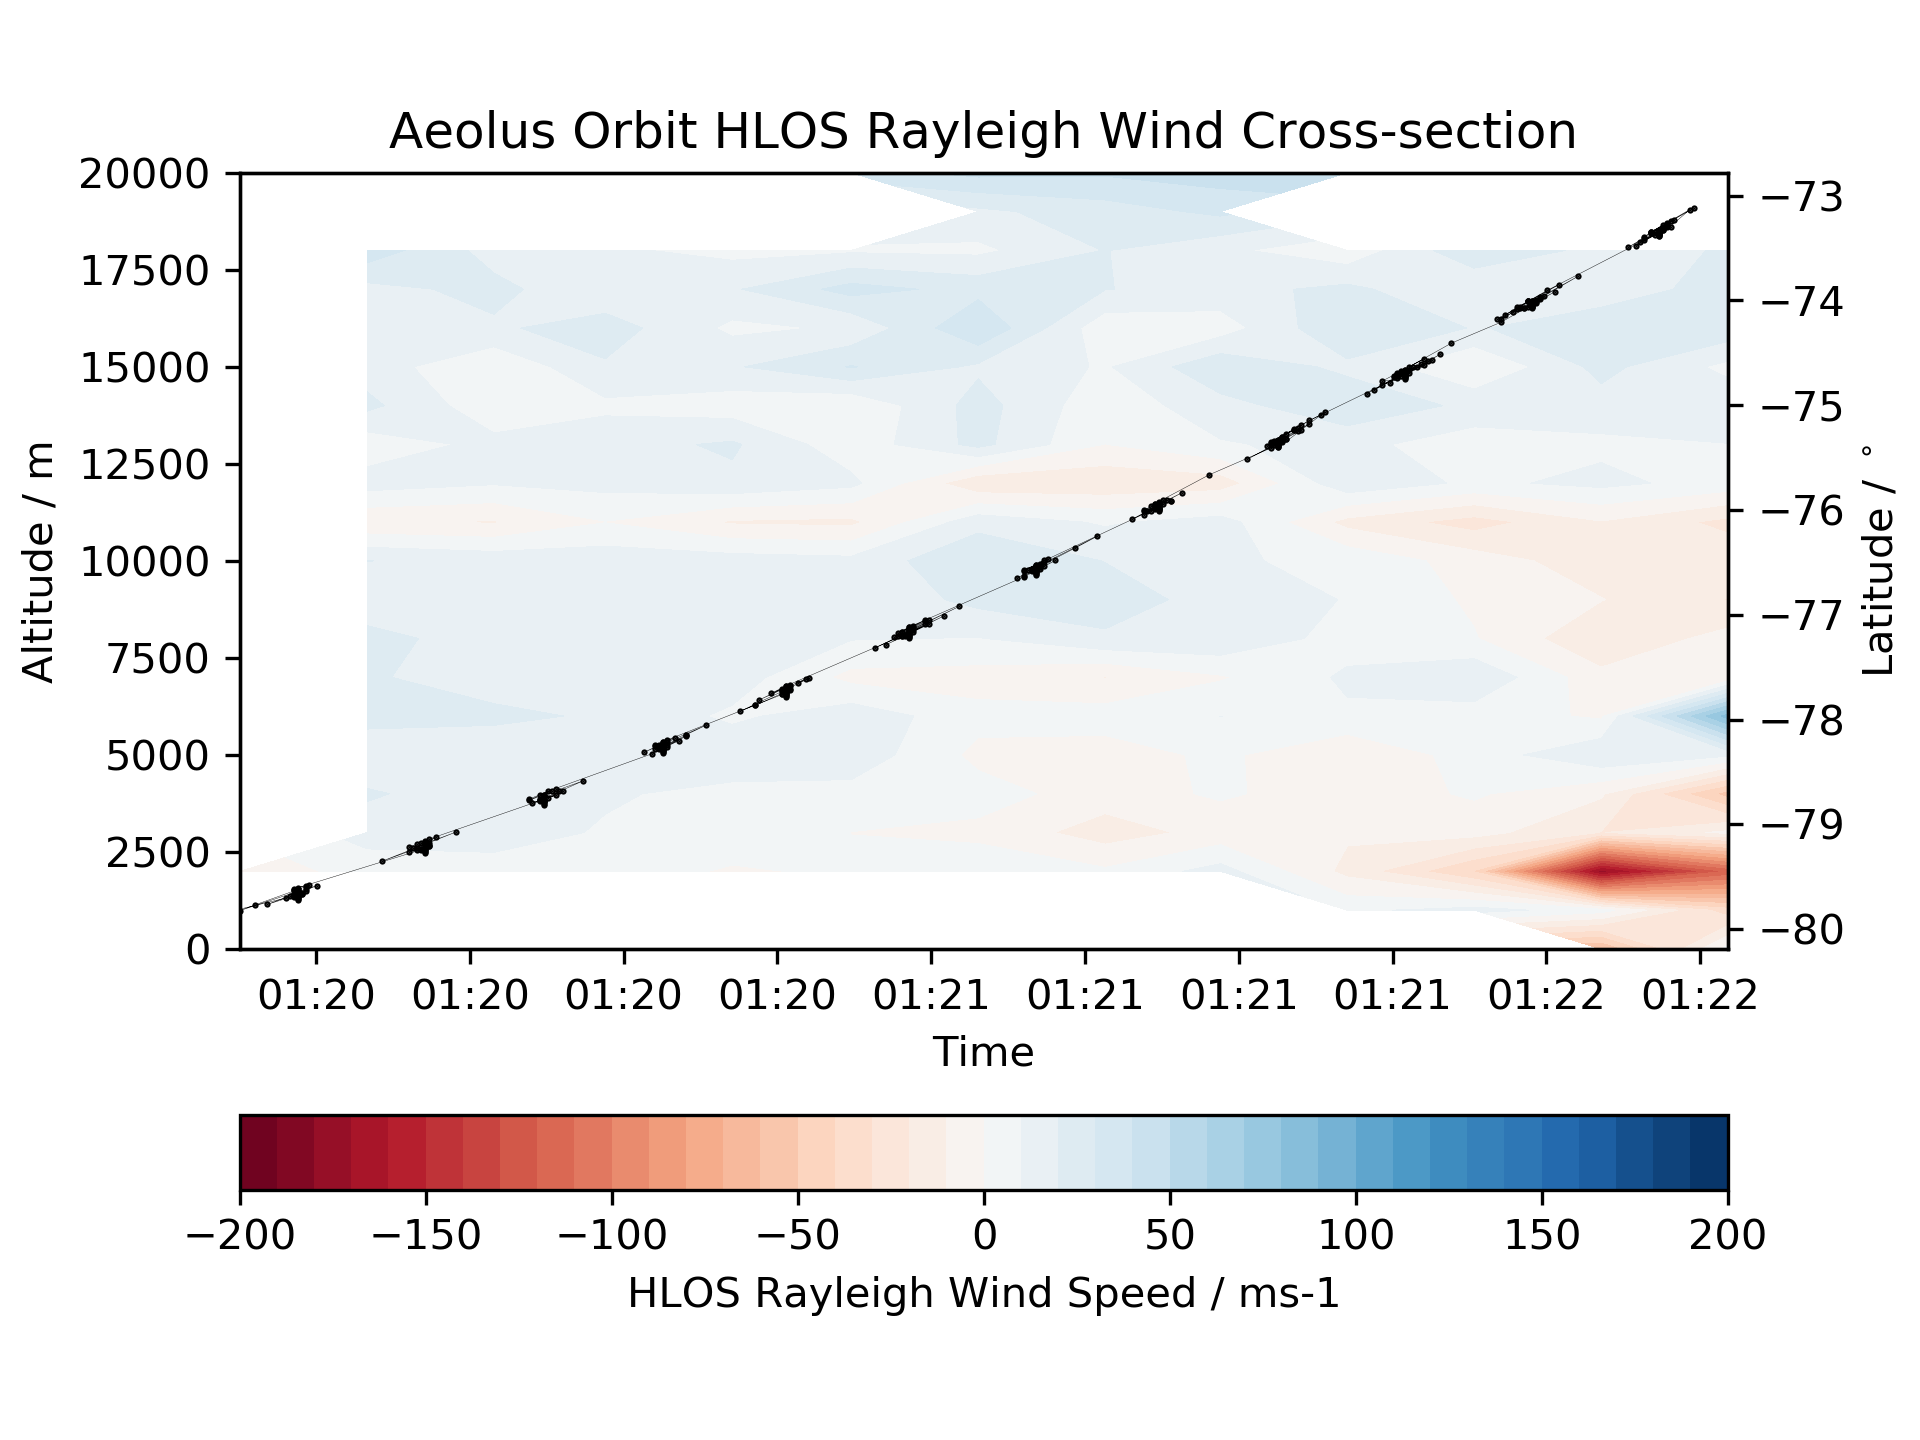 Aeolus Orbit HLOS Rayleigh Wind Cross-section
20000
17500
15000
12500
10000
7500
5000
2500
0
Altitude / m
−73
−74
−75
−76
−77
−78
−79
−80
Latitude / °
01:20 01:20 01:20 01:20 01:21 01:21 01:21 01:21 01:22 01:22
Time
−200 −150 −100 −50 0 50 100 150 200
HLOS Rayleigh Wind Speed / ms-1